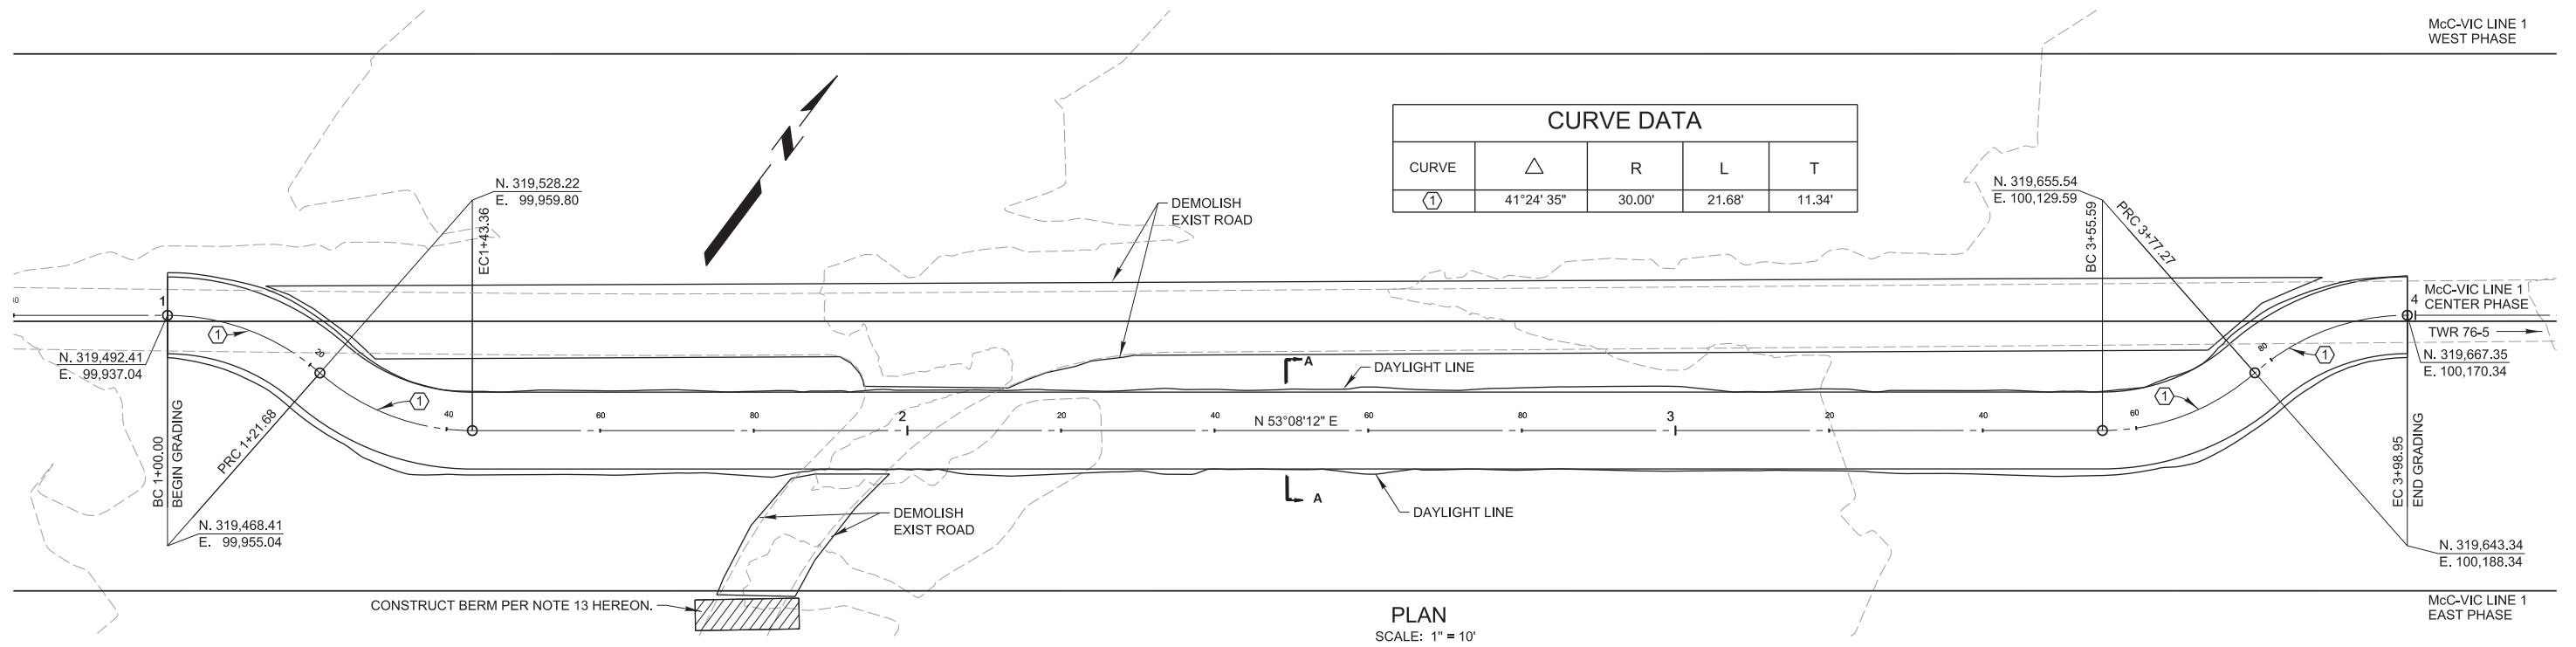 McC-VIC LINE 1
WEST PHASE
CURVE DATA
CURVE △ R L T
1 41°24' 35" 30.00' 21.68' 11.34'
N. 319,528.22
E. 99,959.80
EC1+43.36
DEMOLISH
EXIST ROAD
N. 319,655.54
E. 100,129.59
BC 3+55.59
PRC 3+77.27
N
1
1
20
N. 319,492.41
E. 99,937.04
1
BC 1+00.00
BEGIN GRADING
PRC 1+21.68
N. 319,468.41
E. 99,955.04
McC-VIC LINE 1
CENTER PHASE
4
TWR 76-5
N. 319,667.35
E. 100,170.34
80
1
1
A
DAYLIGHT LINE
40 60 80 2 20 40 60 80 3 20 40 60
N 53°08'12" E
A
DAYLIGHT LINE
DEMOLISH
EXIST ROAD
EC 3+98.95
END GRADING
N. 319,643.34
E. 100,188.34
CONSTRUCT BERM PER NOTE 13 HEREON.
PLAN
SCALE: 1" = 10'
McC-VIC LINE 1
EAST PHASE